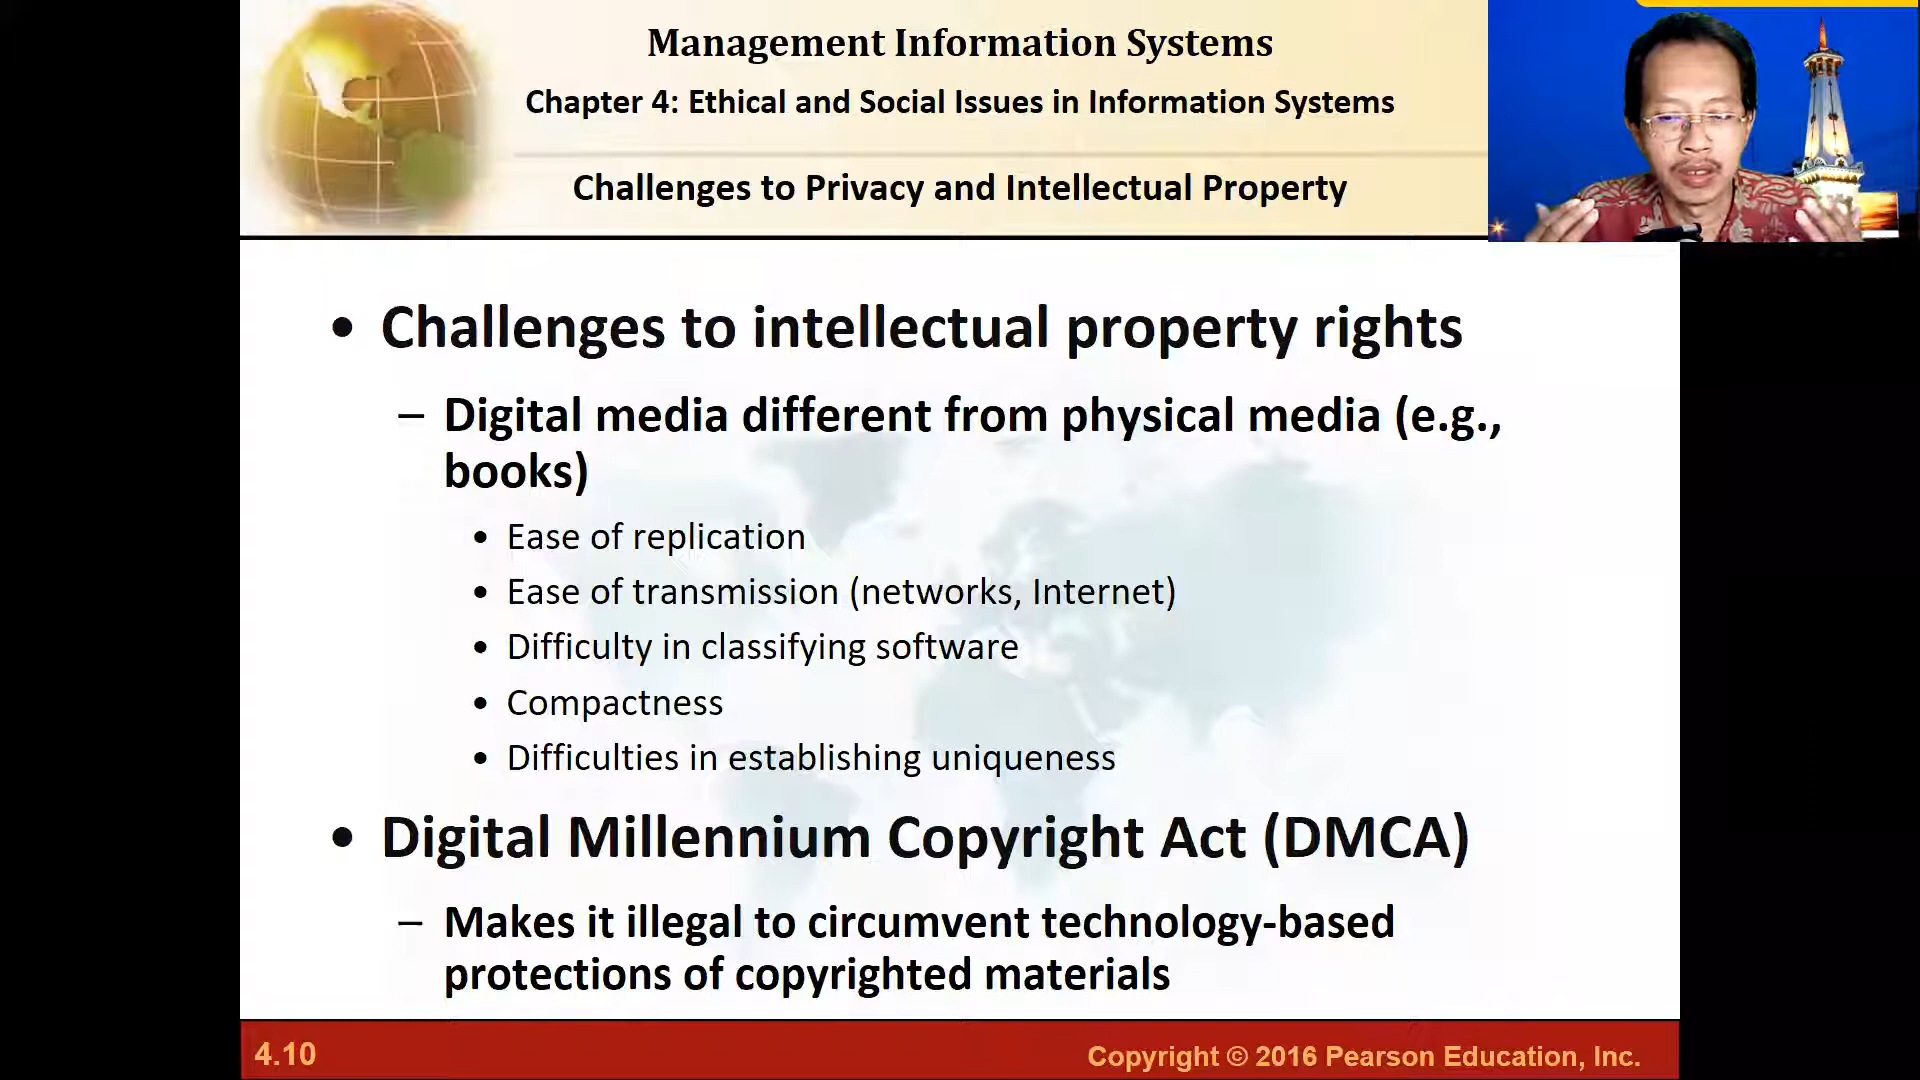 Management Information Systems
Chapter 4: Ethical and Social Issues in Information Systems
Challenges to Privacy and Intellectual Property
• Challenges to intellectual property rights
– Digital media different from physical media (e.g.,
books)
• Ease of replication
• Ease of transmission (networks, Internet)
• Difficulty in classifying software
• Compactness
• Difficulties in establishing uniqueness
• Digital Millennium Copyright Act (DMCA)
– Makes it illegal to circumvent technology-based
protections of copyrighted materials
4.10
Copyright © 2016 Pearson Education, Inc.